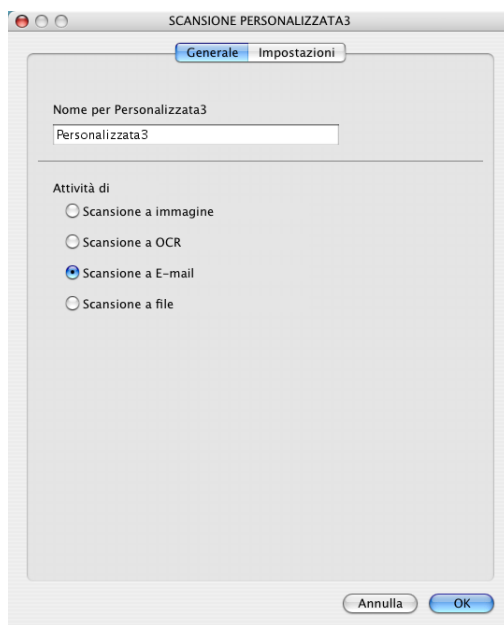 SCANSIONE PERSONALIZZATA3
Generale Impostazioni
Nome per Personalizzata3
Personalizzata3
Attività di
Scansione a immagine
Scansione a OCR
Scansione a E-mail
Scansione a file
Annulla OK